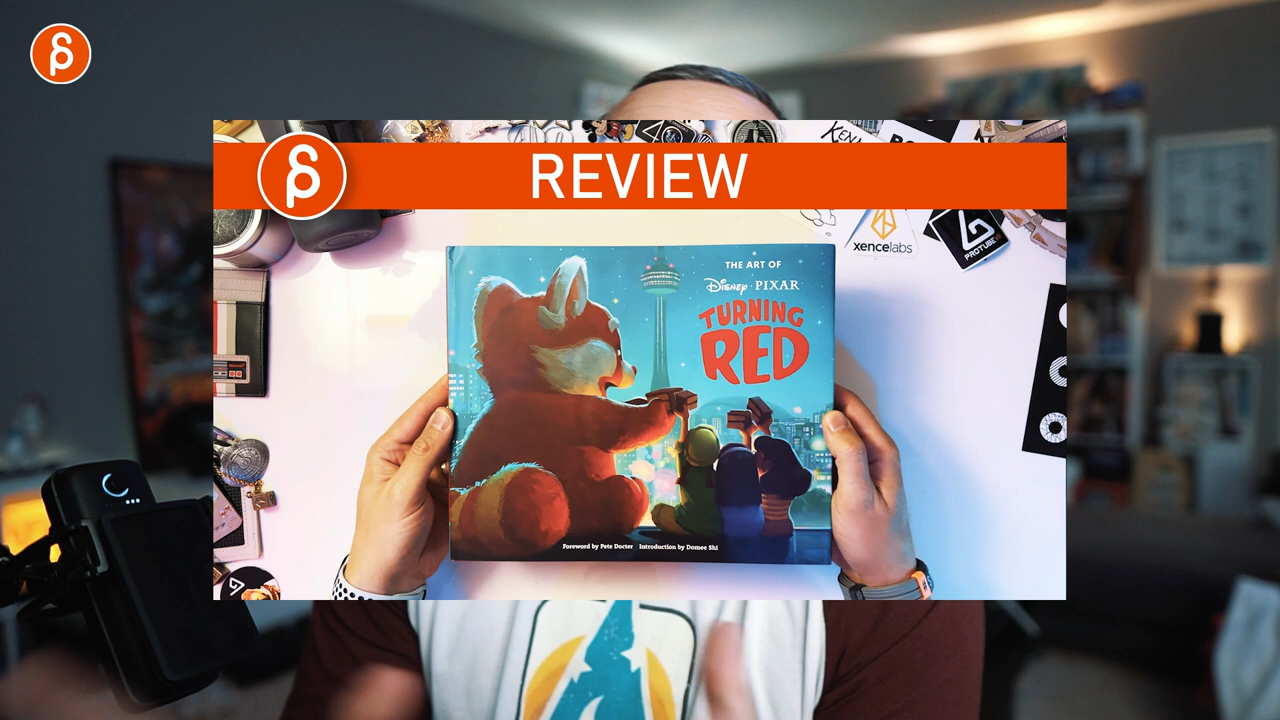 REVIEW
xencelabs
PROTUBE
THE ART OF
Disney · PIXAR
TURNING
RED
Foreword by Pete Docter Introduction by Domee Shi